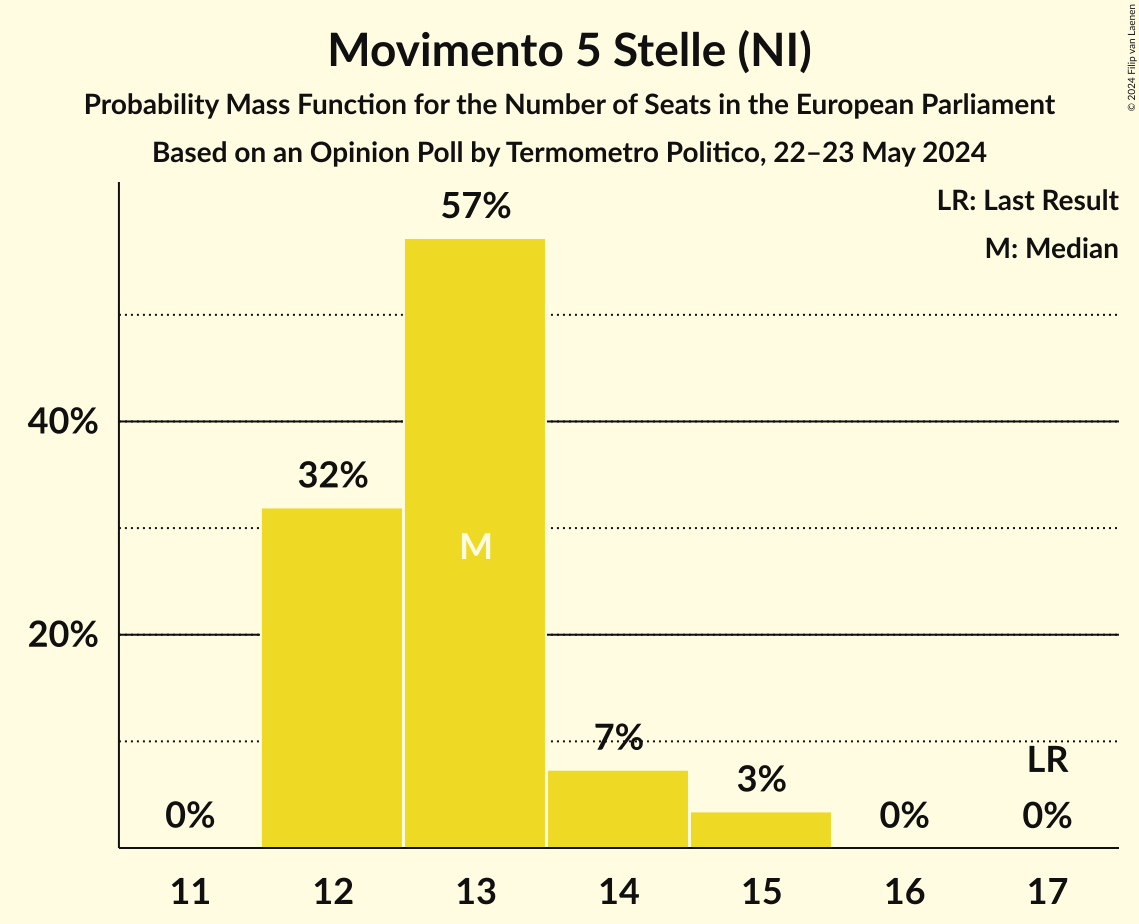 Movimento 5 Stelle (NI)
Probability Mass Function for the Number of Seats in the European Parliament
Based on an Opinion Poll by Termometro Politico, 22–23 May 2024
© 2024 Filip van Laenen
LR: Last Result
M: Median
57%
40%
32%
M
20%
7%
3%
LR
0%
0%
0%
11 12 13 14 15 16 17